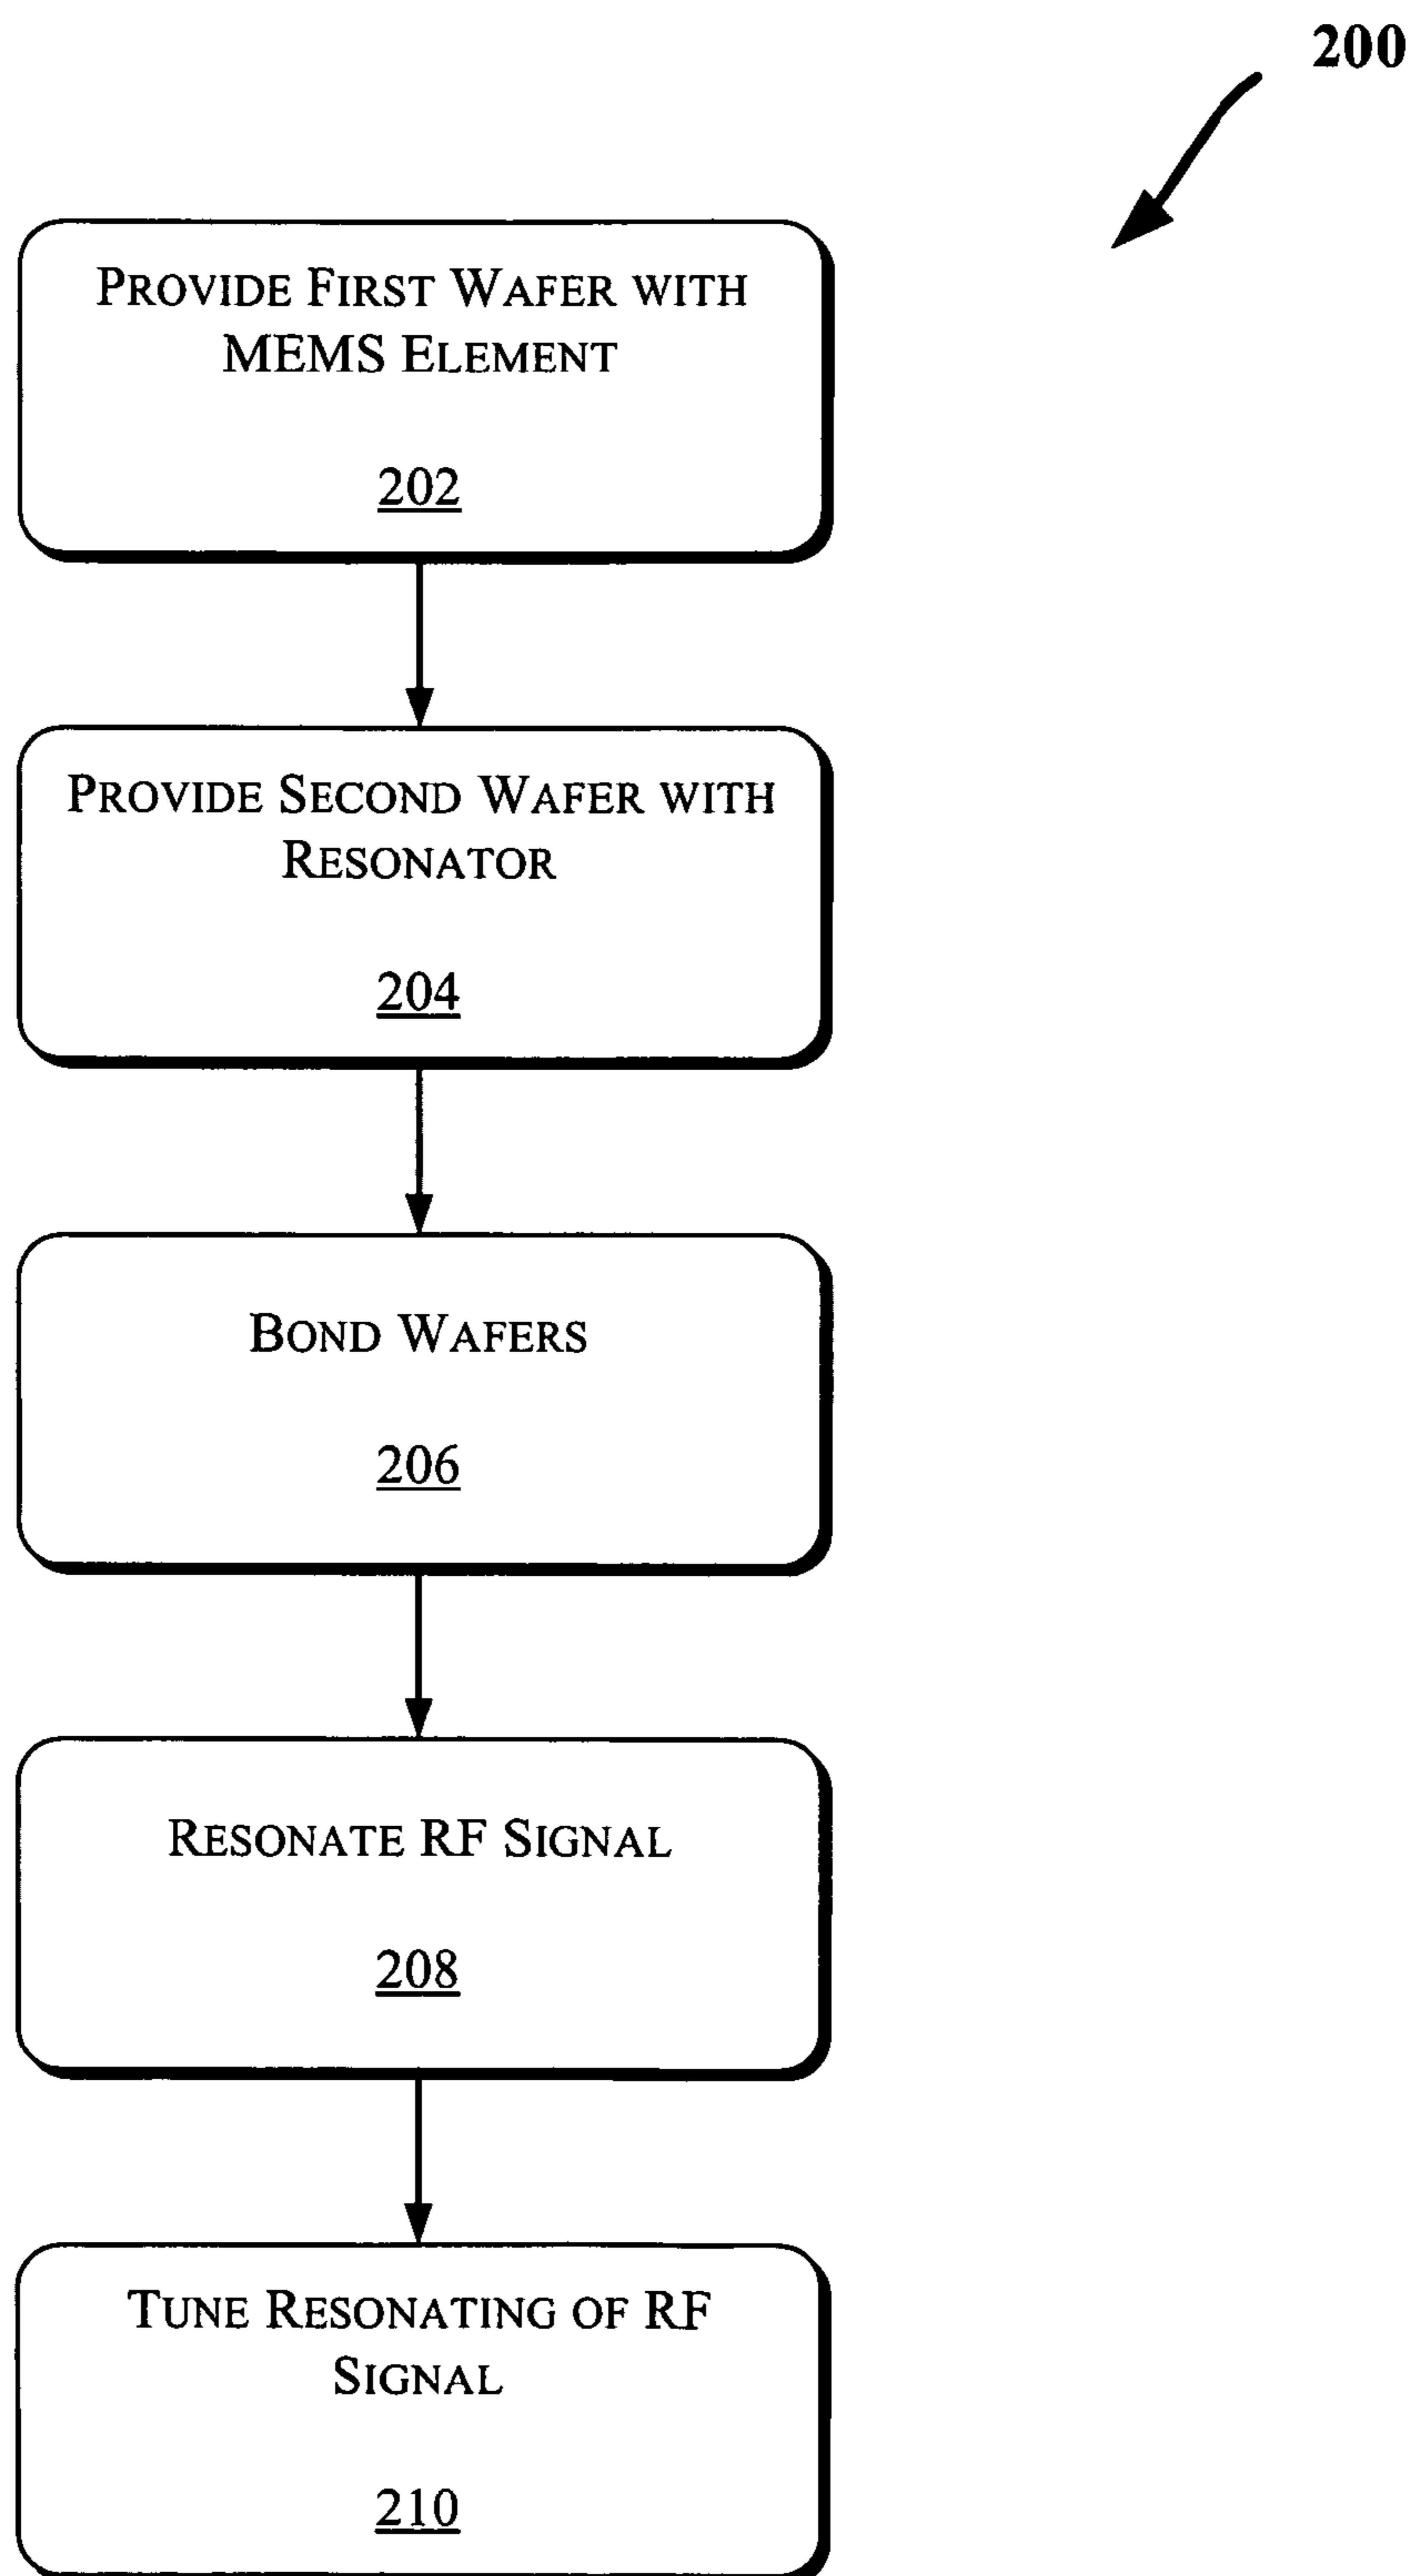 200
PROVIDE FIRST WAFER WITH
MEMS ELEMENT
202
PROVIDE SECOND WAFER WITH
RESONATOR
204
BOND WAFERS
206
RESONATE RF SIGNAL
208
TUNE RESONATING OF RF
SIGNAL
210